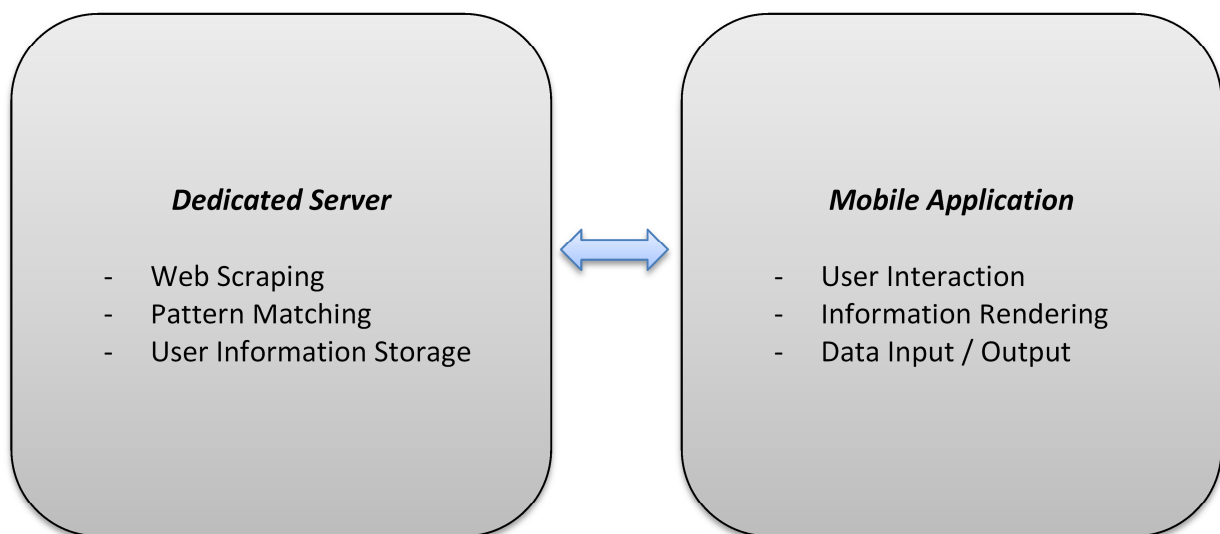 Dedicated Server
- Web Scraping
- Pattern Matching
- User Information Storage
Mobile Application
- User Interaction
- Information Rendering
- Data Input / Output